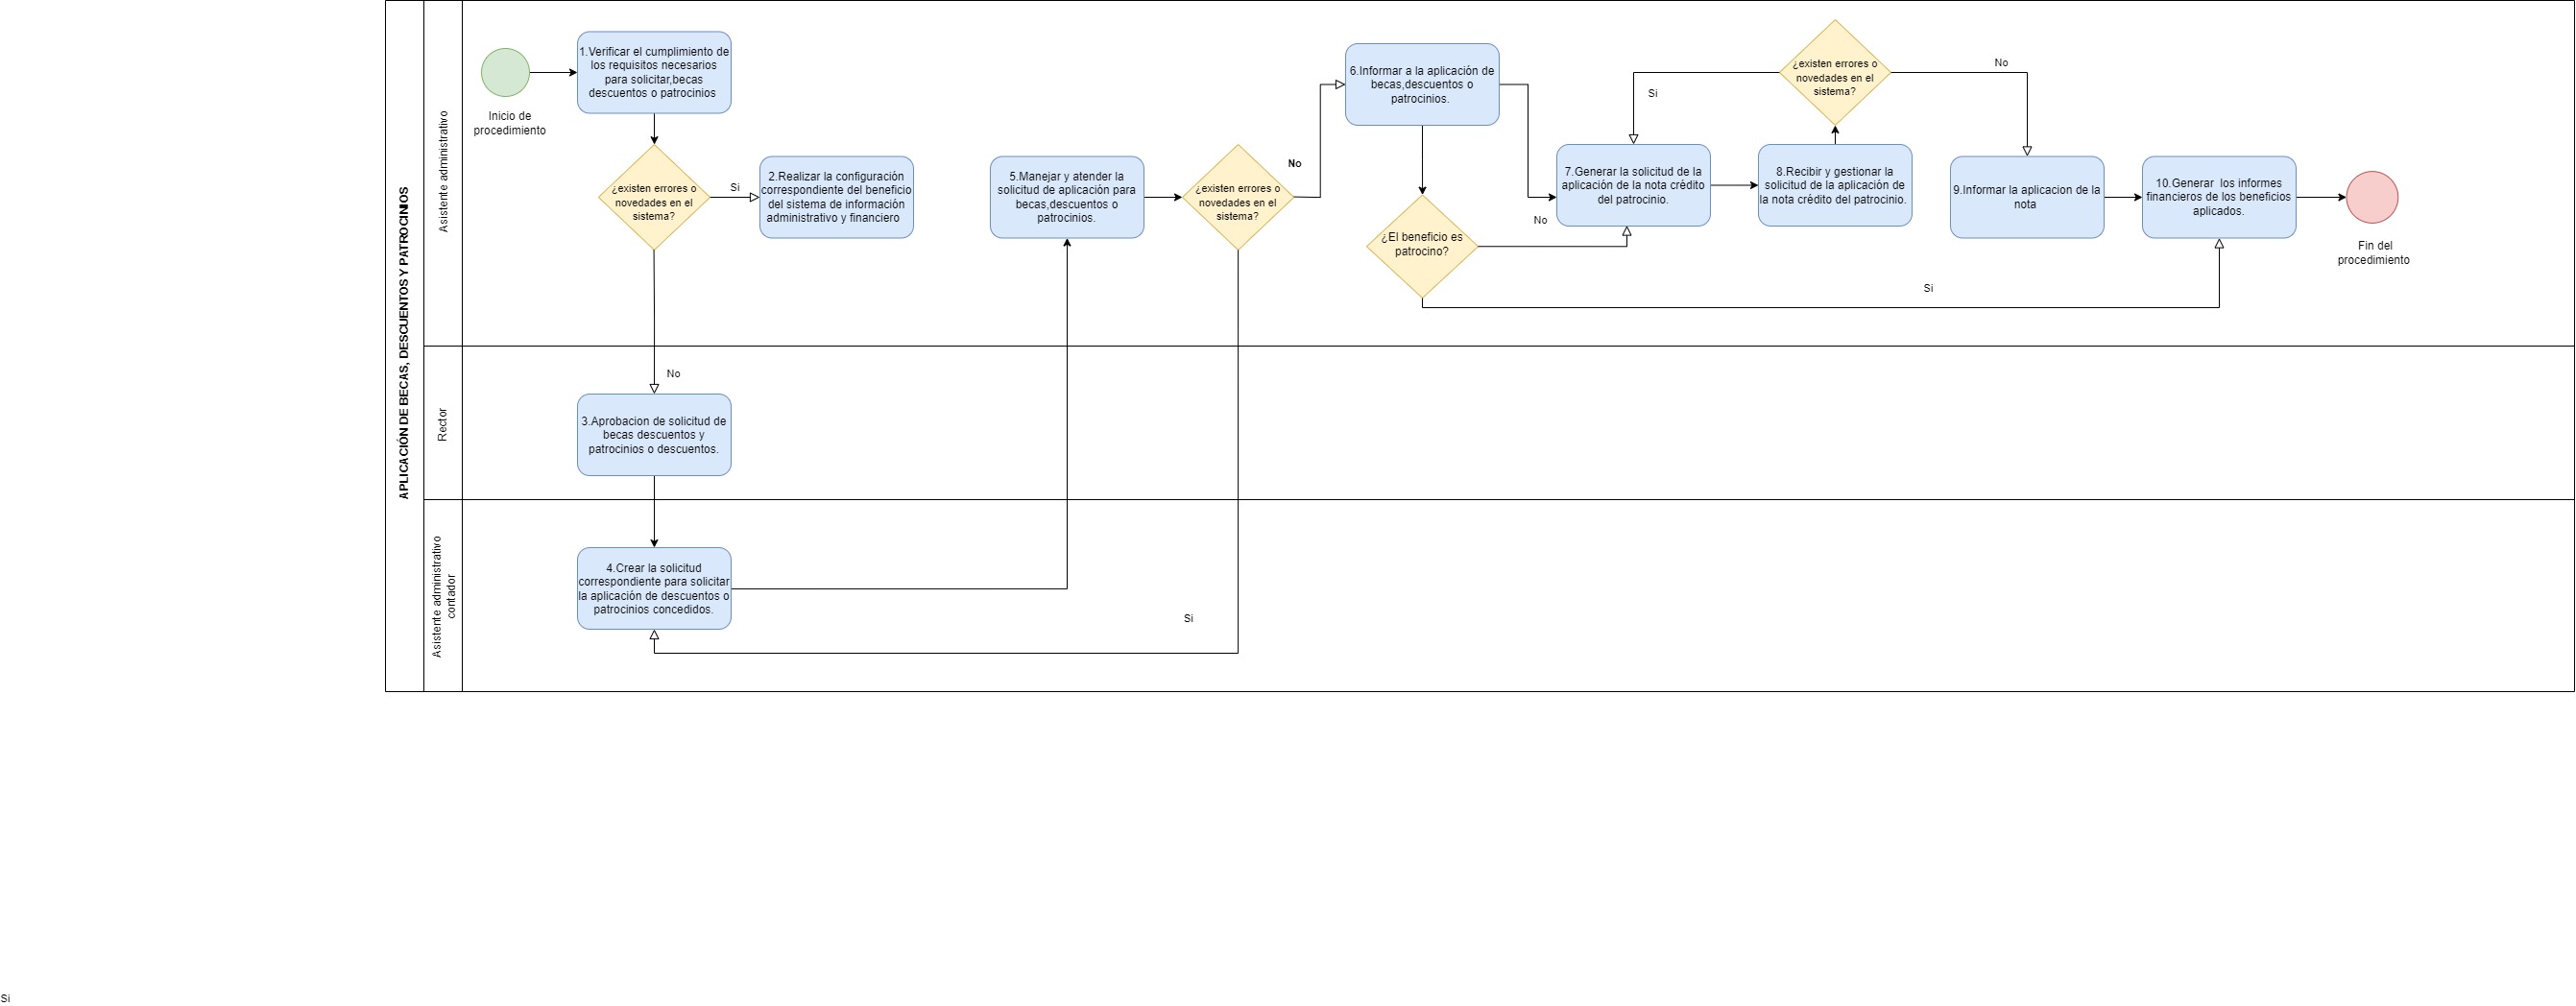 APLICACIÓN DE BECAS, DESCUENTOS Y PATROCINIOS
Asistente administrativo
Inicio de
procedimiento
1.Verificar el cumplimiento de
los requisitos necesarios
para solicitar,becas
descuentos o patrocinios
¿existen errores o
novedades en el
sistema?
Si
2.Realizar la configuración
correspondiente del beneficio
del sistema de información
administrativo y financiero
5.Manejar y atender la
solicitud de aplicación para
becas,descuentos o
patrocinios.
¿existen errores o
novedades en el
sistema?
No
6.Informar a la aplicación de
becas,descuentos o
patrocinios.
¿El beneficio es
patrocino?
No
Si
7.Generar la solicitud de la
aplicación de la nota crédito
del patrocinio.
8.Recibir y gestionar la
solicitud de la aplicación de
la nota crédito del patrocinio.
¿existen errores o
novedades en el
sistema?
Si
No
9.Informar la aplicacion de la
nota
10.Generar los informes
financieros de los beneficios
aplicados.
Fin del
procedimiento
Rector
No
3.Aprobacion de solicitud de
becas descuentos y
patrocinios o descuentos.
Asistente administrativo
contador
4.Crear la solicitud
correspondiente para solicitar
la aplicación de descuentos o
patrocinios concedidos.
Si
Si